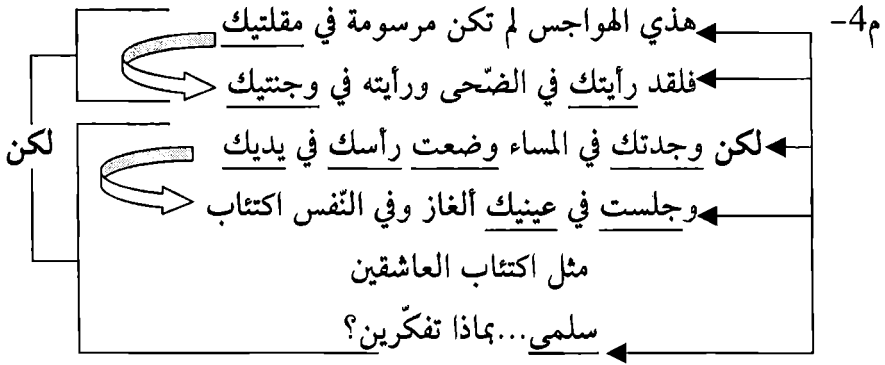 م4-
هذي الهواجس لم تكن مرسومة في مقلتيك
فلقد رأيتك في الضّحى ورأيته في وجنتيك
لكن وجدتك في المساء وضعت رأسك في يديك
لكن
وجلست في عينيك ألغاز وفي النّفس اكتئاب
مثل اكتئاب العاشقين
سلمى...بماذا تفكّرين؟